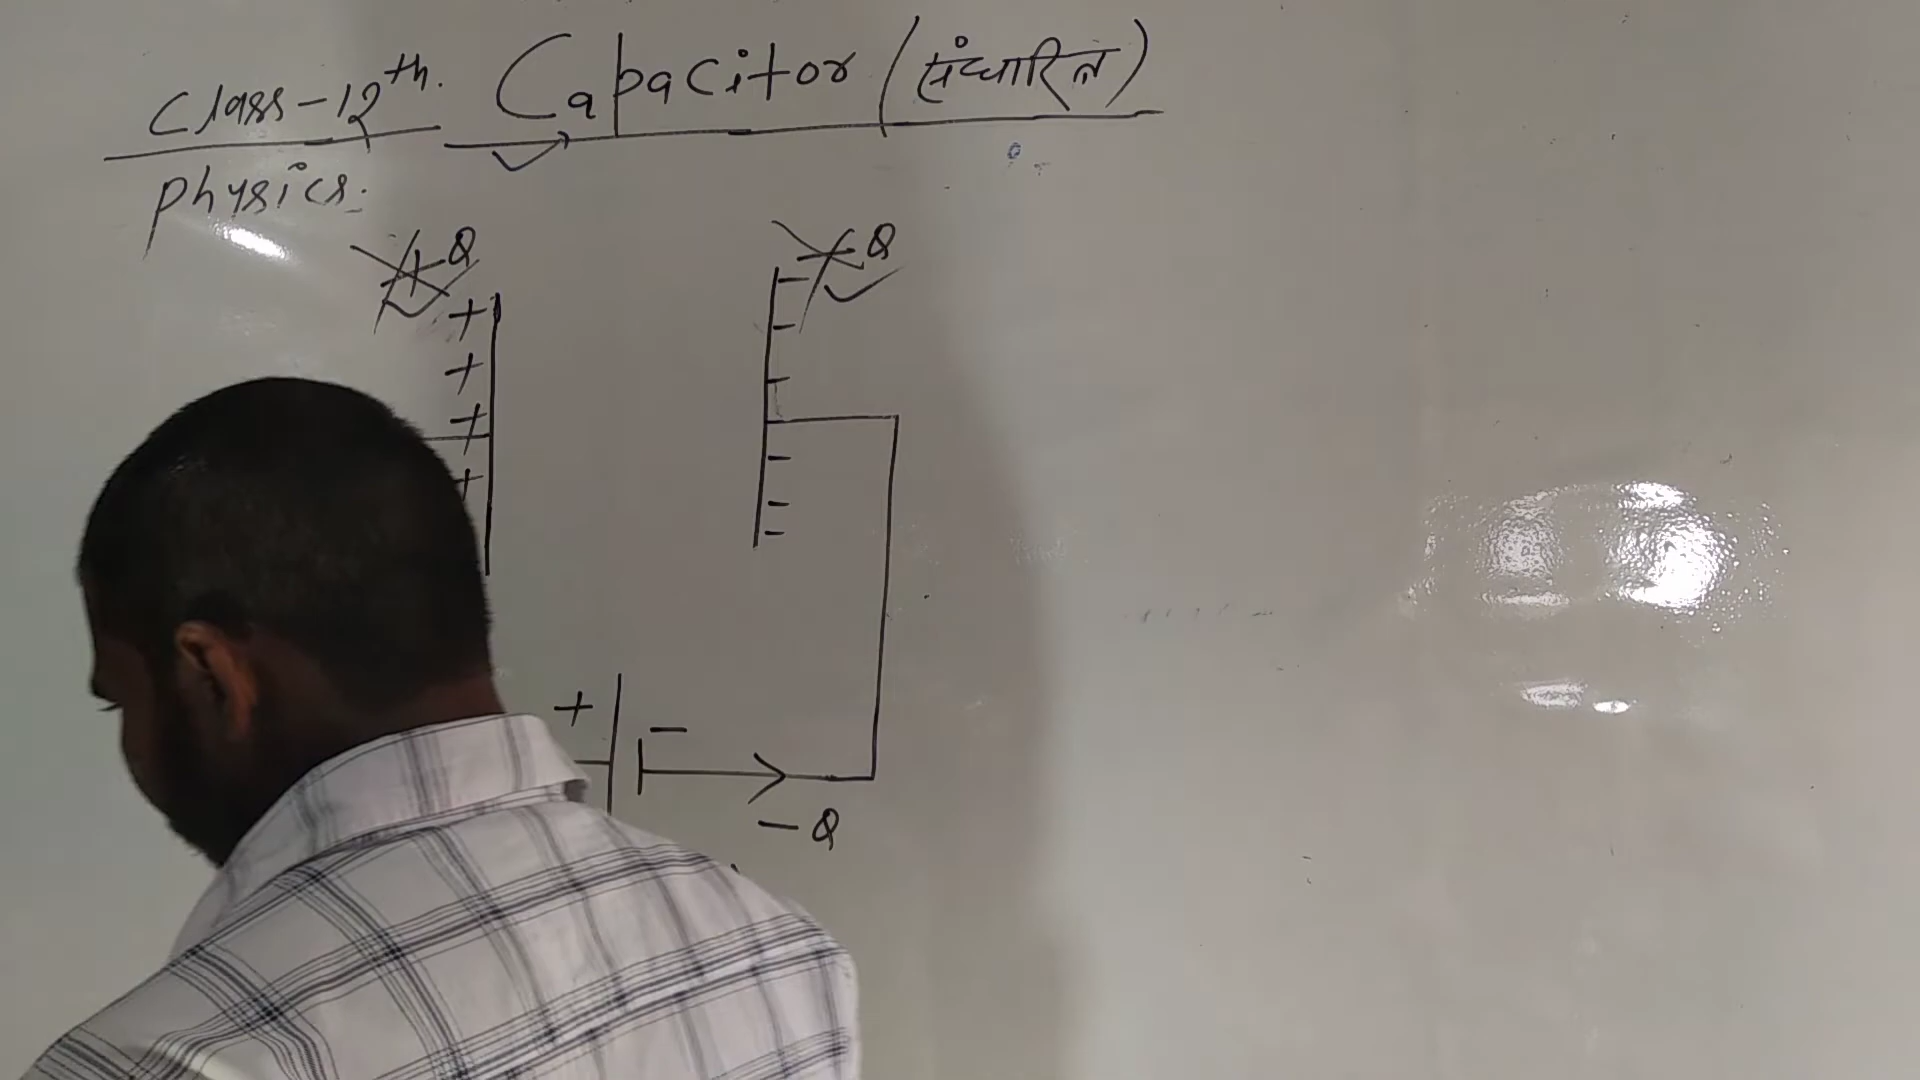 Class-12th. Capacitor (संधारित्र)
Physics:
+Q -Q
+ -
+ -
+ -
+ -
-
-
+ -
-Q